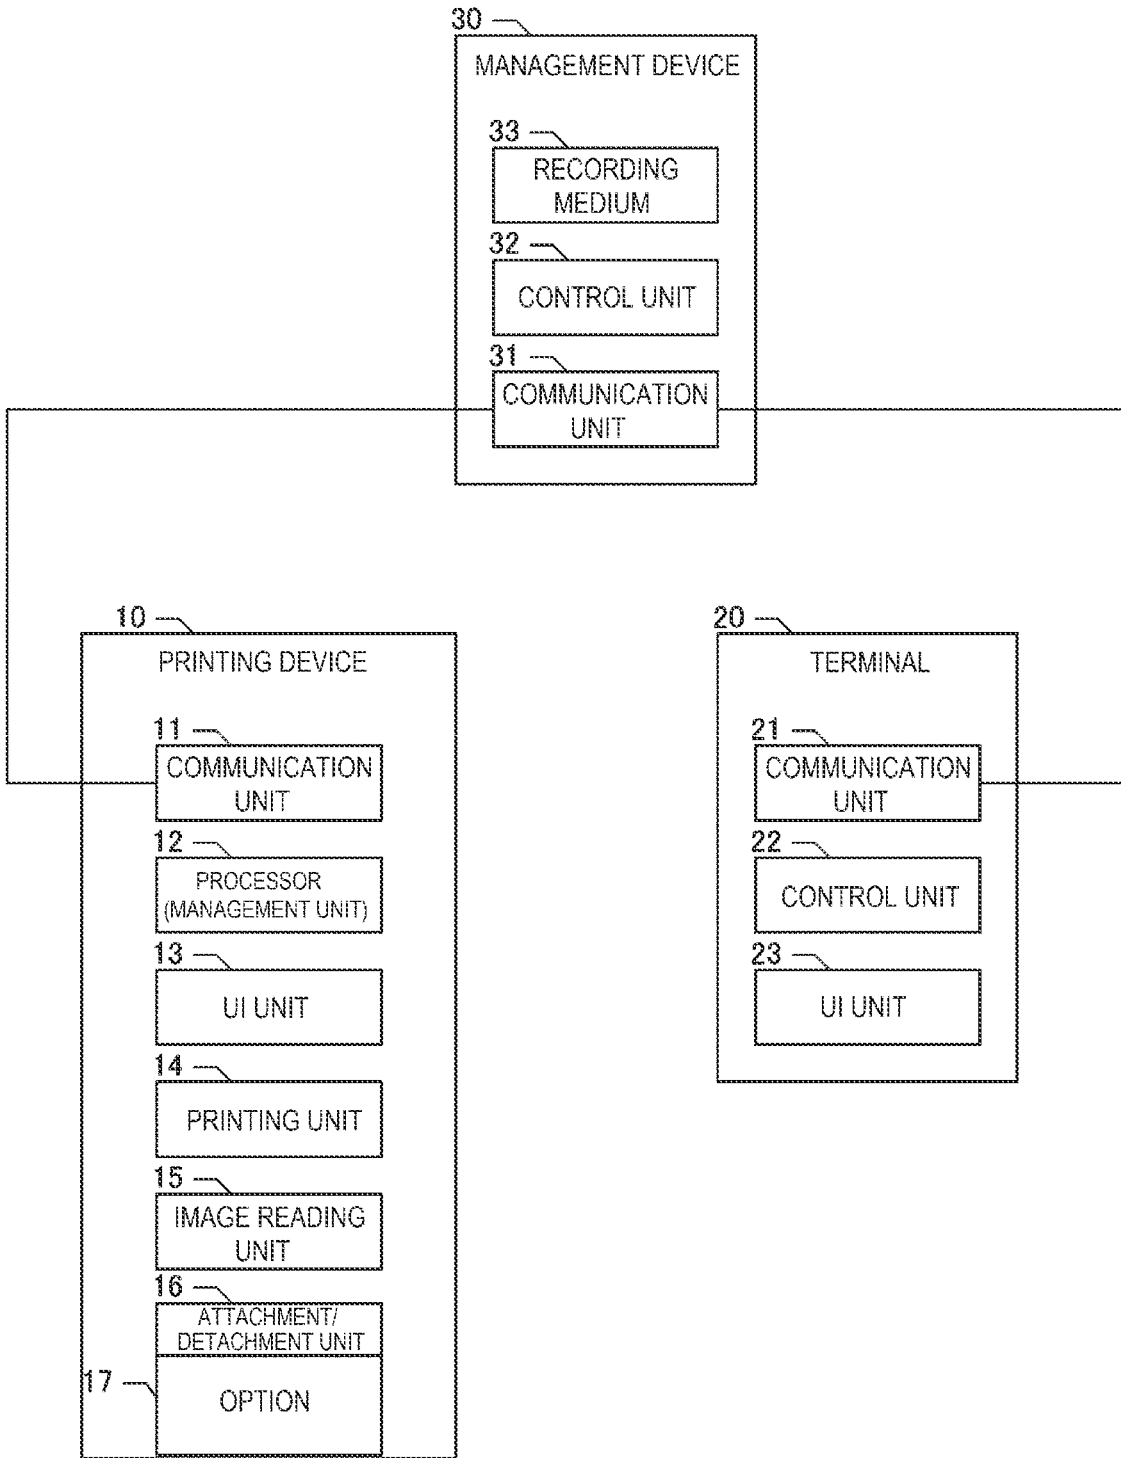 30
MANAGEMENT DEVICE
33
RECORDING
MEDIUM
32
CONTROL UNIT
31
COMMUNICATION
UNIT
10
PRINTING DEVICE
11
COMMUNICATION
UNIT
12
PROCESSOR
(MANAGEMENT UNIT)
13
UI UNIT
14
PRINTING UNIT
15
IMAGE READING
UNIT
16
ATTACHMENT/
DETACHMENT UNIT
17
OPTION
20
TERMINAL
21
COMMUNICATION
UNIT
22
CONTROL UNIT
23
UI UNIT